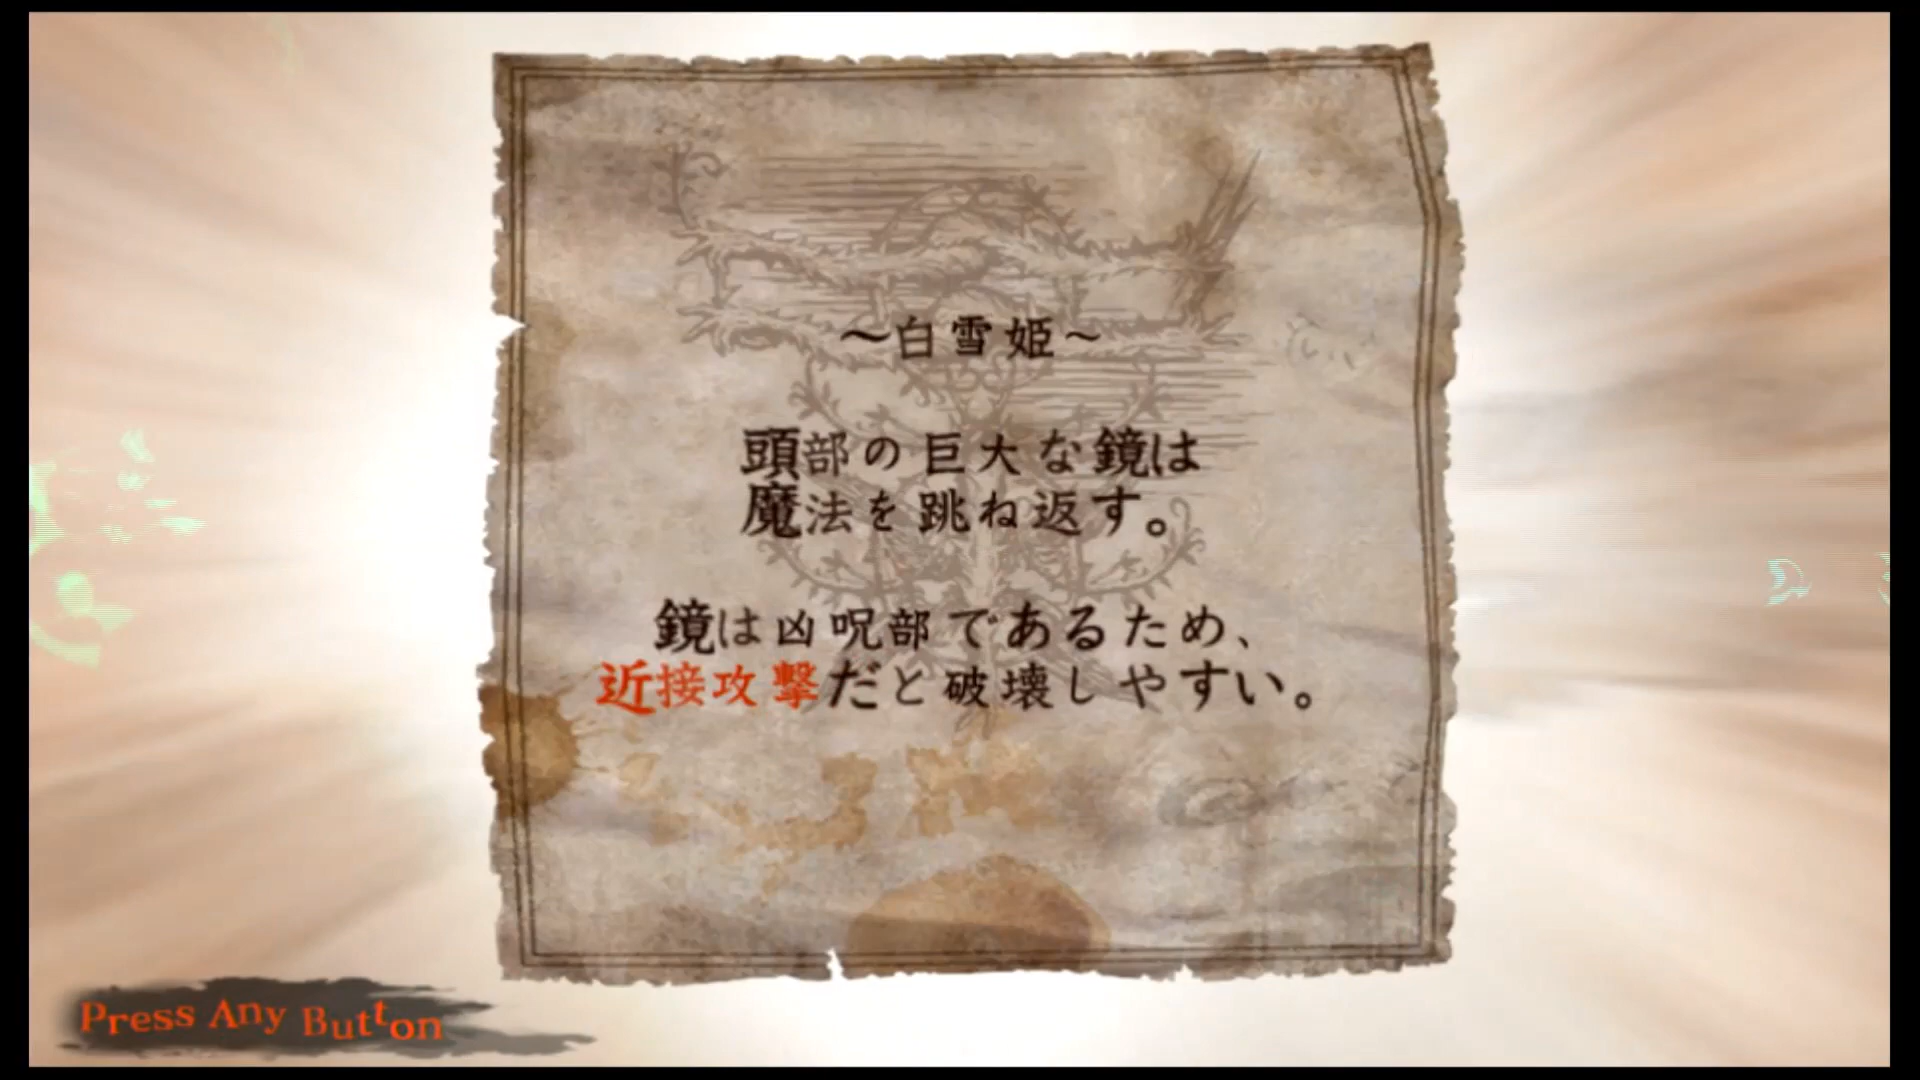 ～白雪姫～
頭部の巨大な鏡は
魔法を跳ね返す。
鏡は凶呪部であるため、
近接攻撃だと破壊しやすい。
Press Any Button